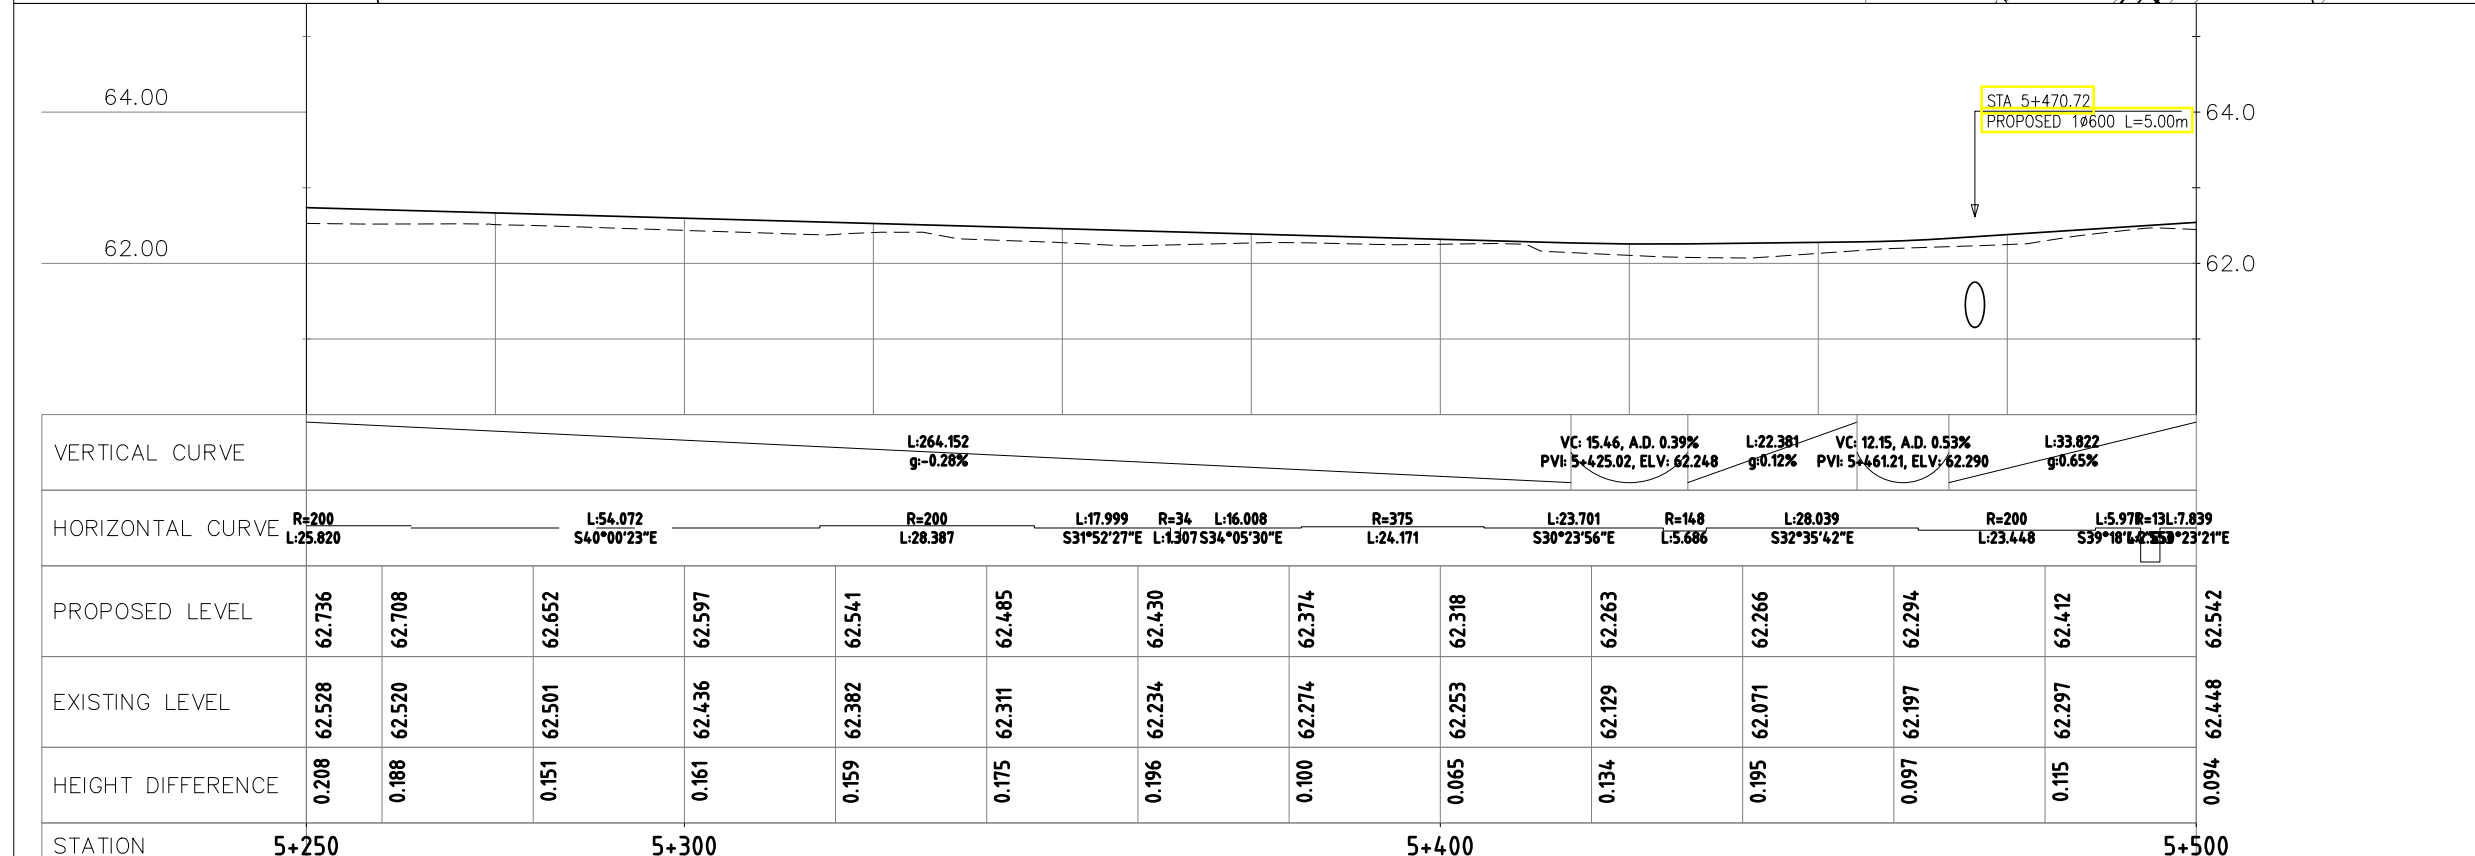 64.00
STA 5+470.72
64.0
PROPOSED 1ø600 L=5.00m
62.00
62.0
VERTICAL CURVE
L:264.152
g:-0.28%
VC: 15.46, A.D. 0.39%
PVI: 5+425.02, ELV: 62.248
L:22.381
g:0.12%
VC: 12.15, A.D. 0.53%
PVI: 5+461.21, ELV: 62.290
L:33.822
g:0.65%
HORIZONTAL CURVE
R=200
L:25.820
L:54.072
S40°00'23"E
R=200
L:28.387
L:17.999
S31°52'27"E
R=34
L:1.307
L:16.008
S34°05'30"E
R=375
L:24.171
L:23.701
S30°23'56"E
R=148
L:5.686
L:28.039
S32°35'42"E
R=200
L:23.448
R=13
L:7.839
PROPOSED LEVEL 62.736 62.708 62.652 62.597 62.541 62.485 62.430 62.374 62.318 62.263 62.266 62.294 62.412 62.542
EXISTING LEVEL 62.528 62.520 62.501 62.436 62.382 62.311 62.234 62.274 62.253 62.129 62.071 62.197 62.297 62.448
HEIGHT DIFFERENCE 0.208 0.188 0.151 0.161 0.159 0.175 0.196 0.100 0.065 0.134 0.195 0.097 0.115 0.094
STATION 5+250 5+300 5+400 5+500